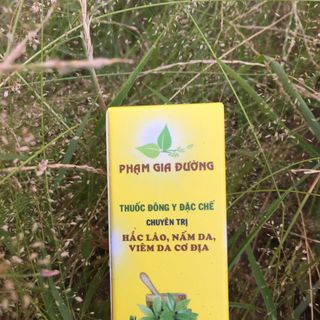 PHẠM GIA ĐƯỜNG
THUỐC ĐÔNG Y ĐẶC CHẾ
CHUYÊN TRỊ
HẮC LÀO, NẤM DA,
VIÊM DA CƠ ĐỊA